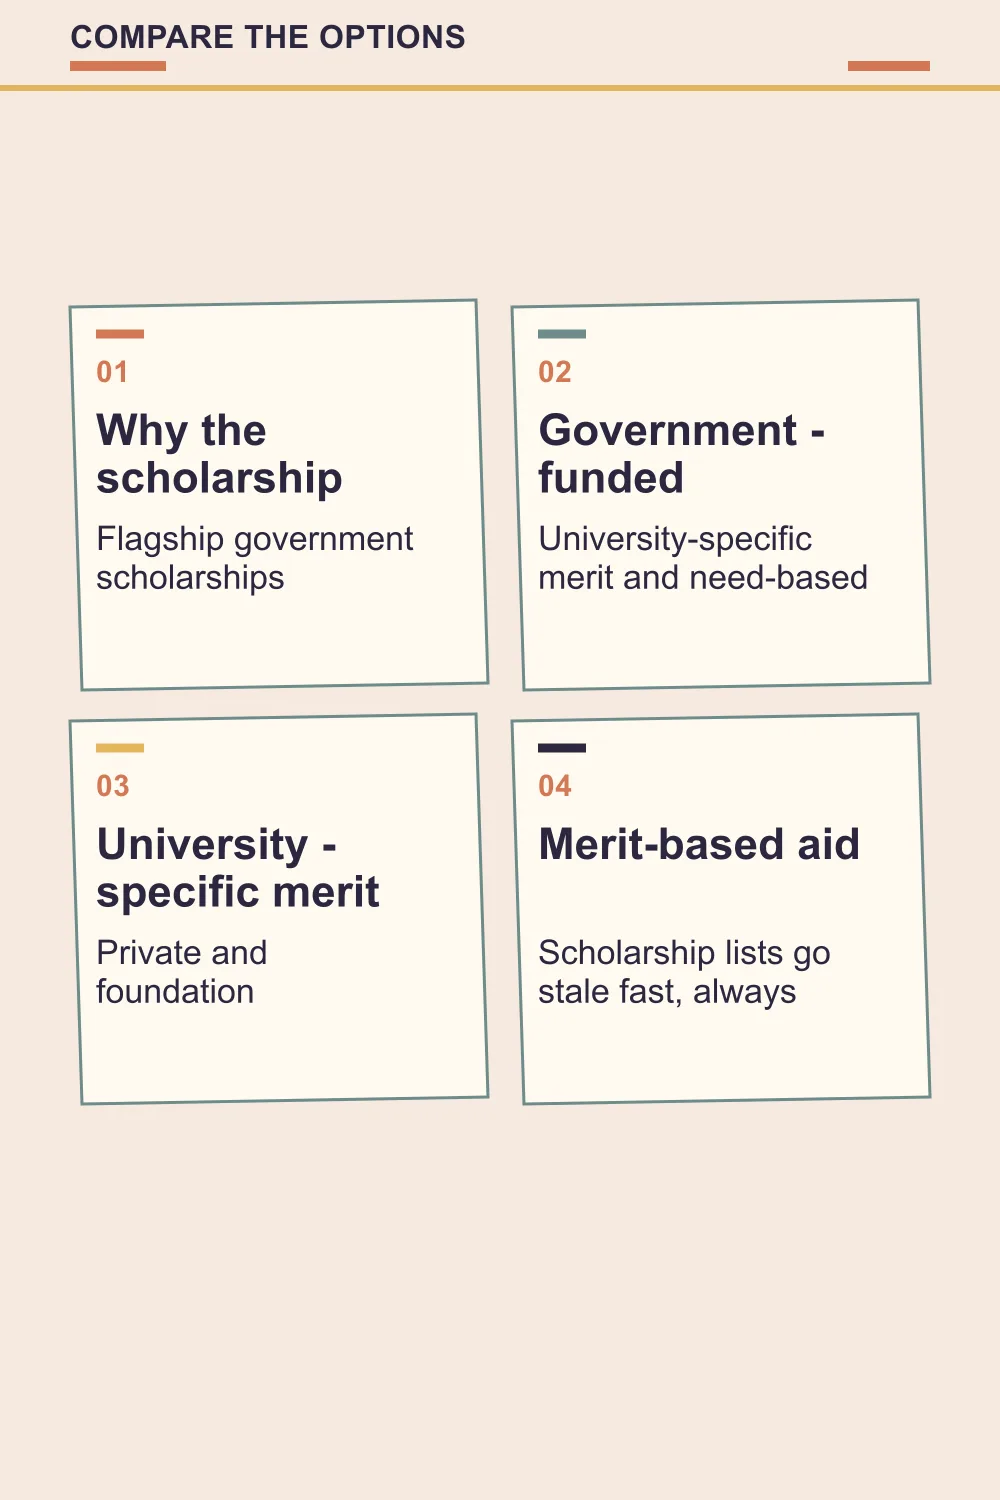 COMPARE THE OPTIONS
01
Why the
scholarship
Flagship government
scholarships
02
Government -
funded
University-specific
merit and need-based
03
University -
specific merit
Private and
foundation
04
Merit-based aid
Scholarship lists go
stale fast, always